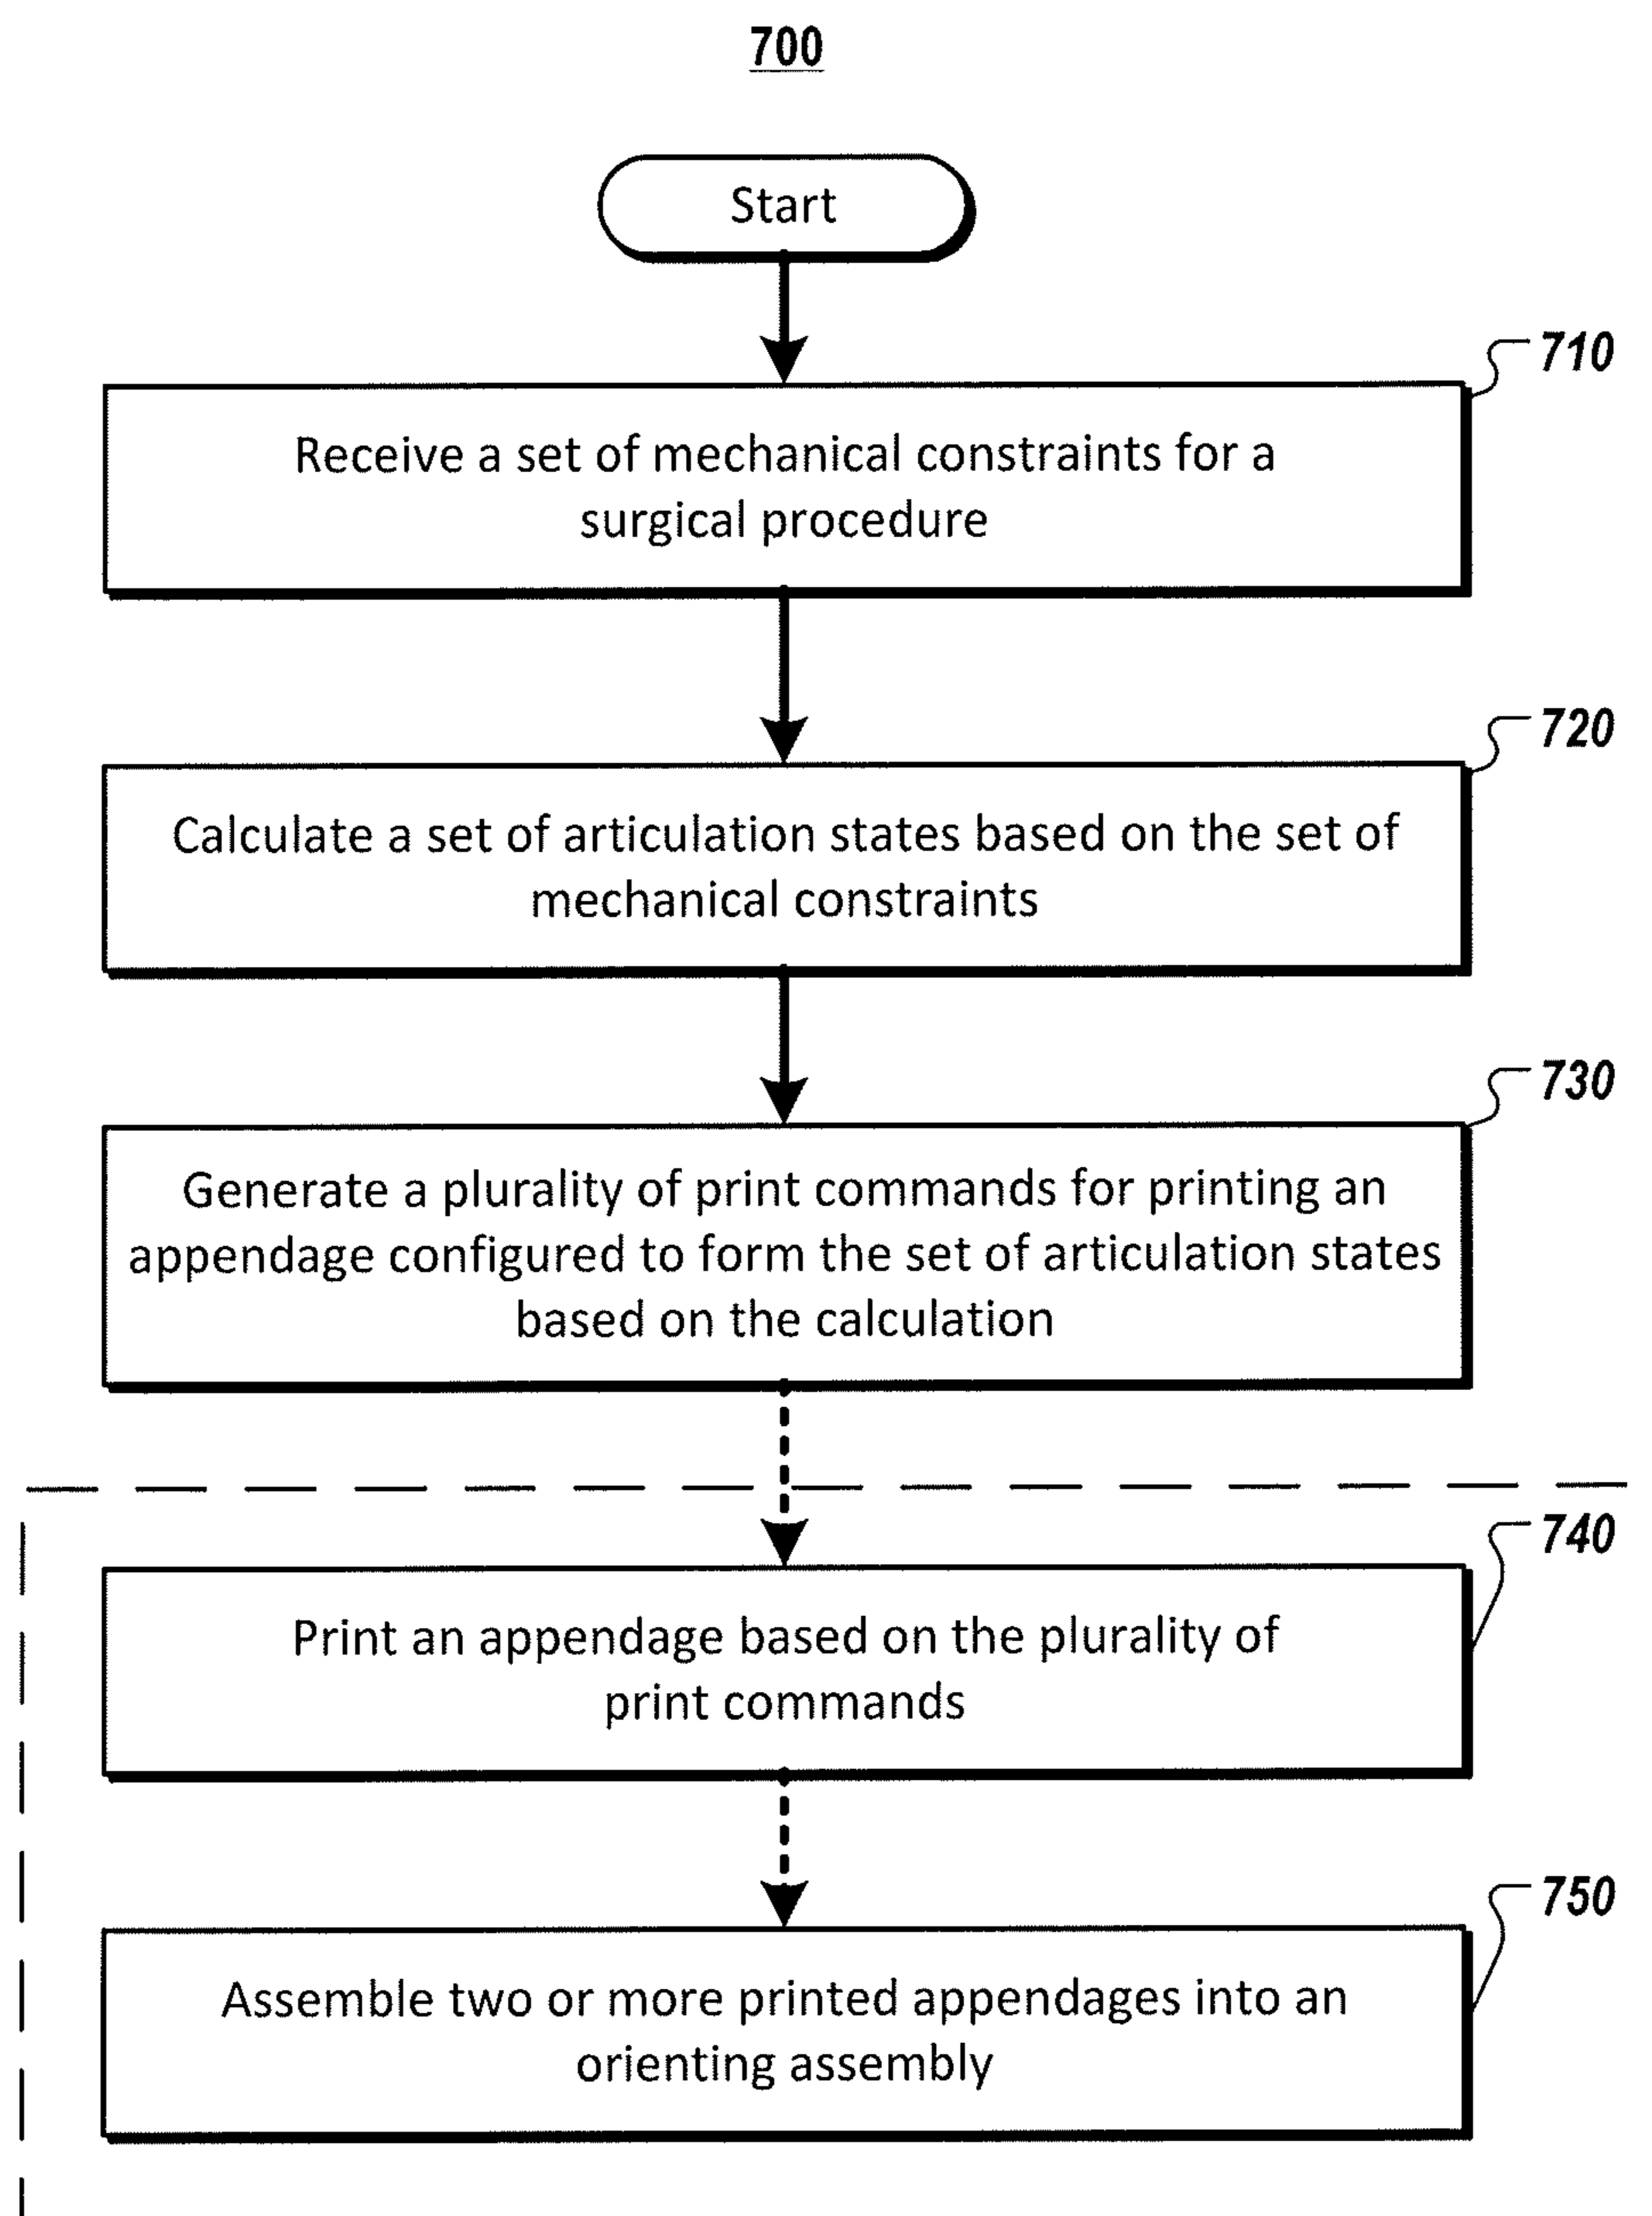 700
Start
710
Receive a set of mechanical constraints for a
surgical procedure
720
Calculate a set of articulation states based on the set of
mechanical constraints
730
Generate a plurality of print commands for printing an
appendage configured to form the set of articulation states
based on the calculation
740
Print an appendage based on the plurality of
print commands
750
Assemble two or more printed appendages into an
orienting assembly